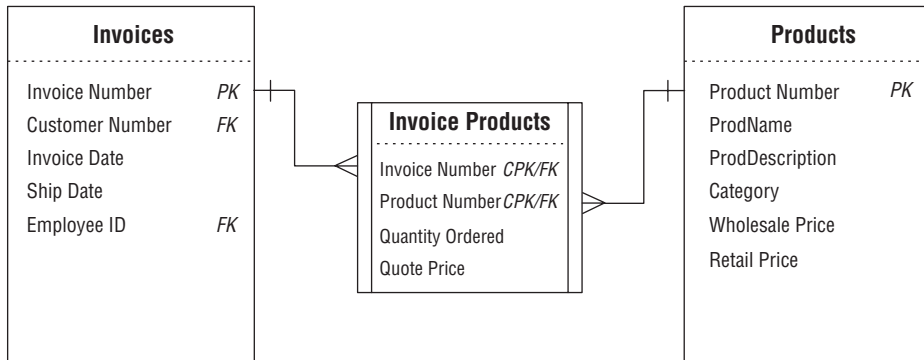 Invoices
Invoice Number PK
Customer Number FK
Invoice Date
Ship Date
Employee ID FK
Invoice Products
Invoice Number CPK/FK
Product Number CPK/FK
Quantity Ordered
Quote Price
Products
Product Number PK
ProdName
ProdDescription
Category
Wholesale Price
Retail Price